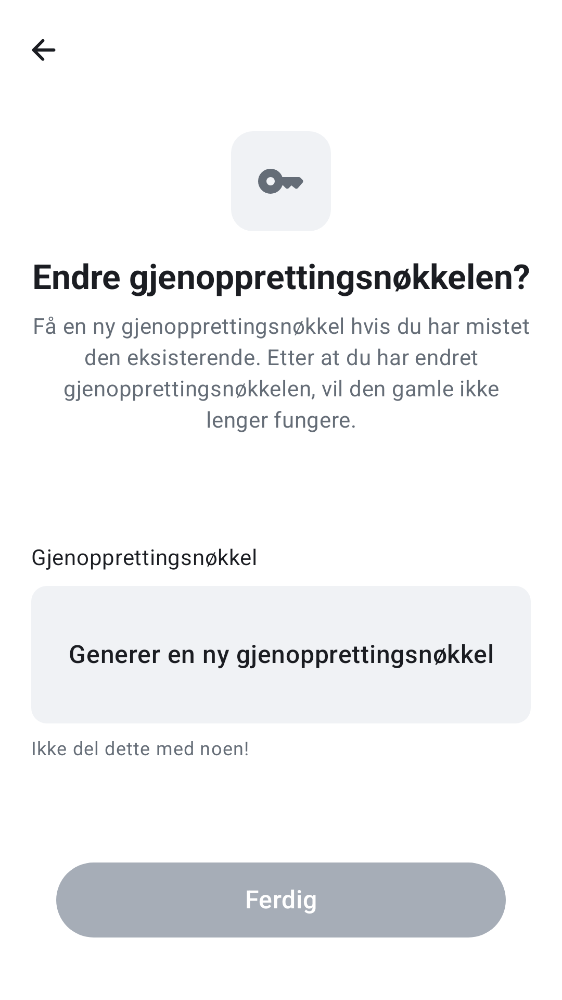 Endre gjenopprettingsnøkkelen?
Få en ny gjenopprettingsnøkkel hvis du har mistet
den eksisterende. Etter at du har endret
gjenopprettingsnøkkelen, vil den gamle ikke
lenger fungere.
Gjenopprettingsnøkkel
Generer en ny gjenopprettingsnøkkel
Ikke del dette med noen!
Ferdig